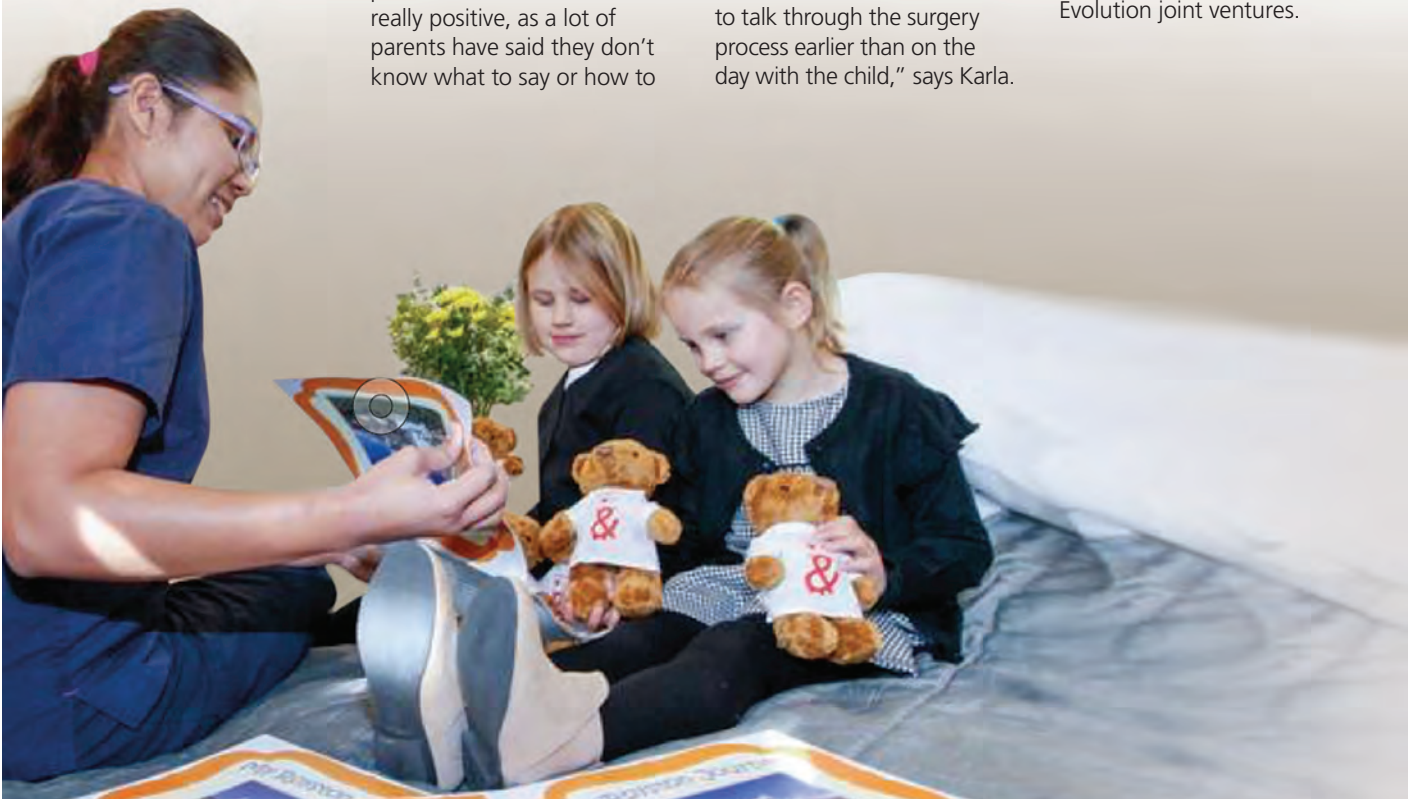 really positive, as a lot of
parents have said they don’t
know what to say or how to
to talk through the surgery
process earlier than on the
day with the child,” says Karla.
Evolution joint ventures.
&
&